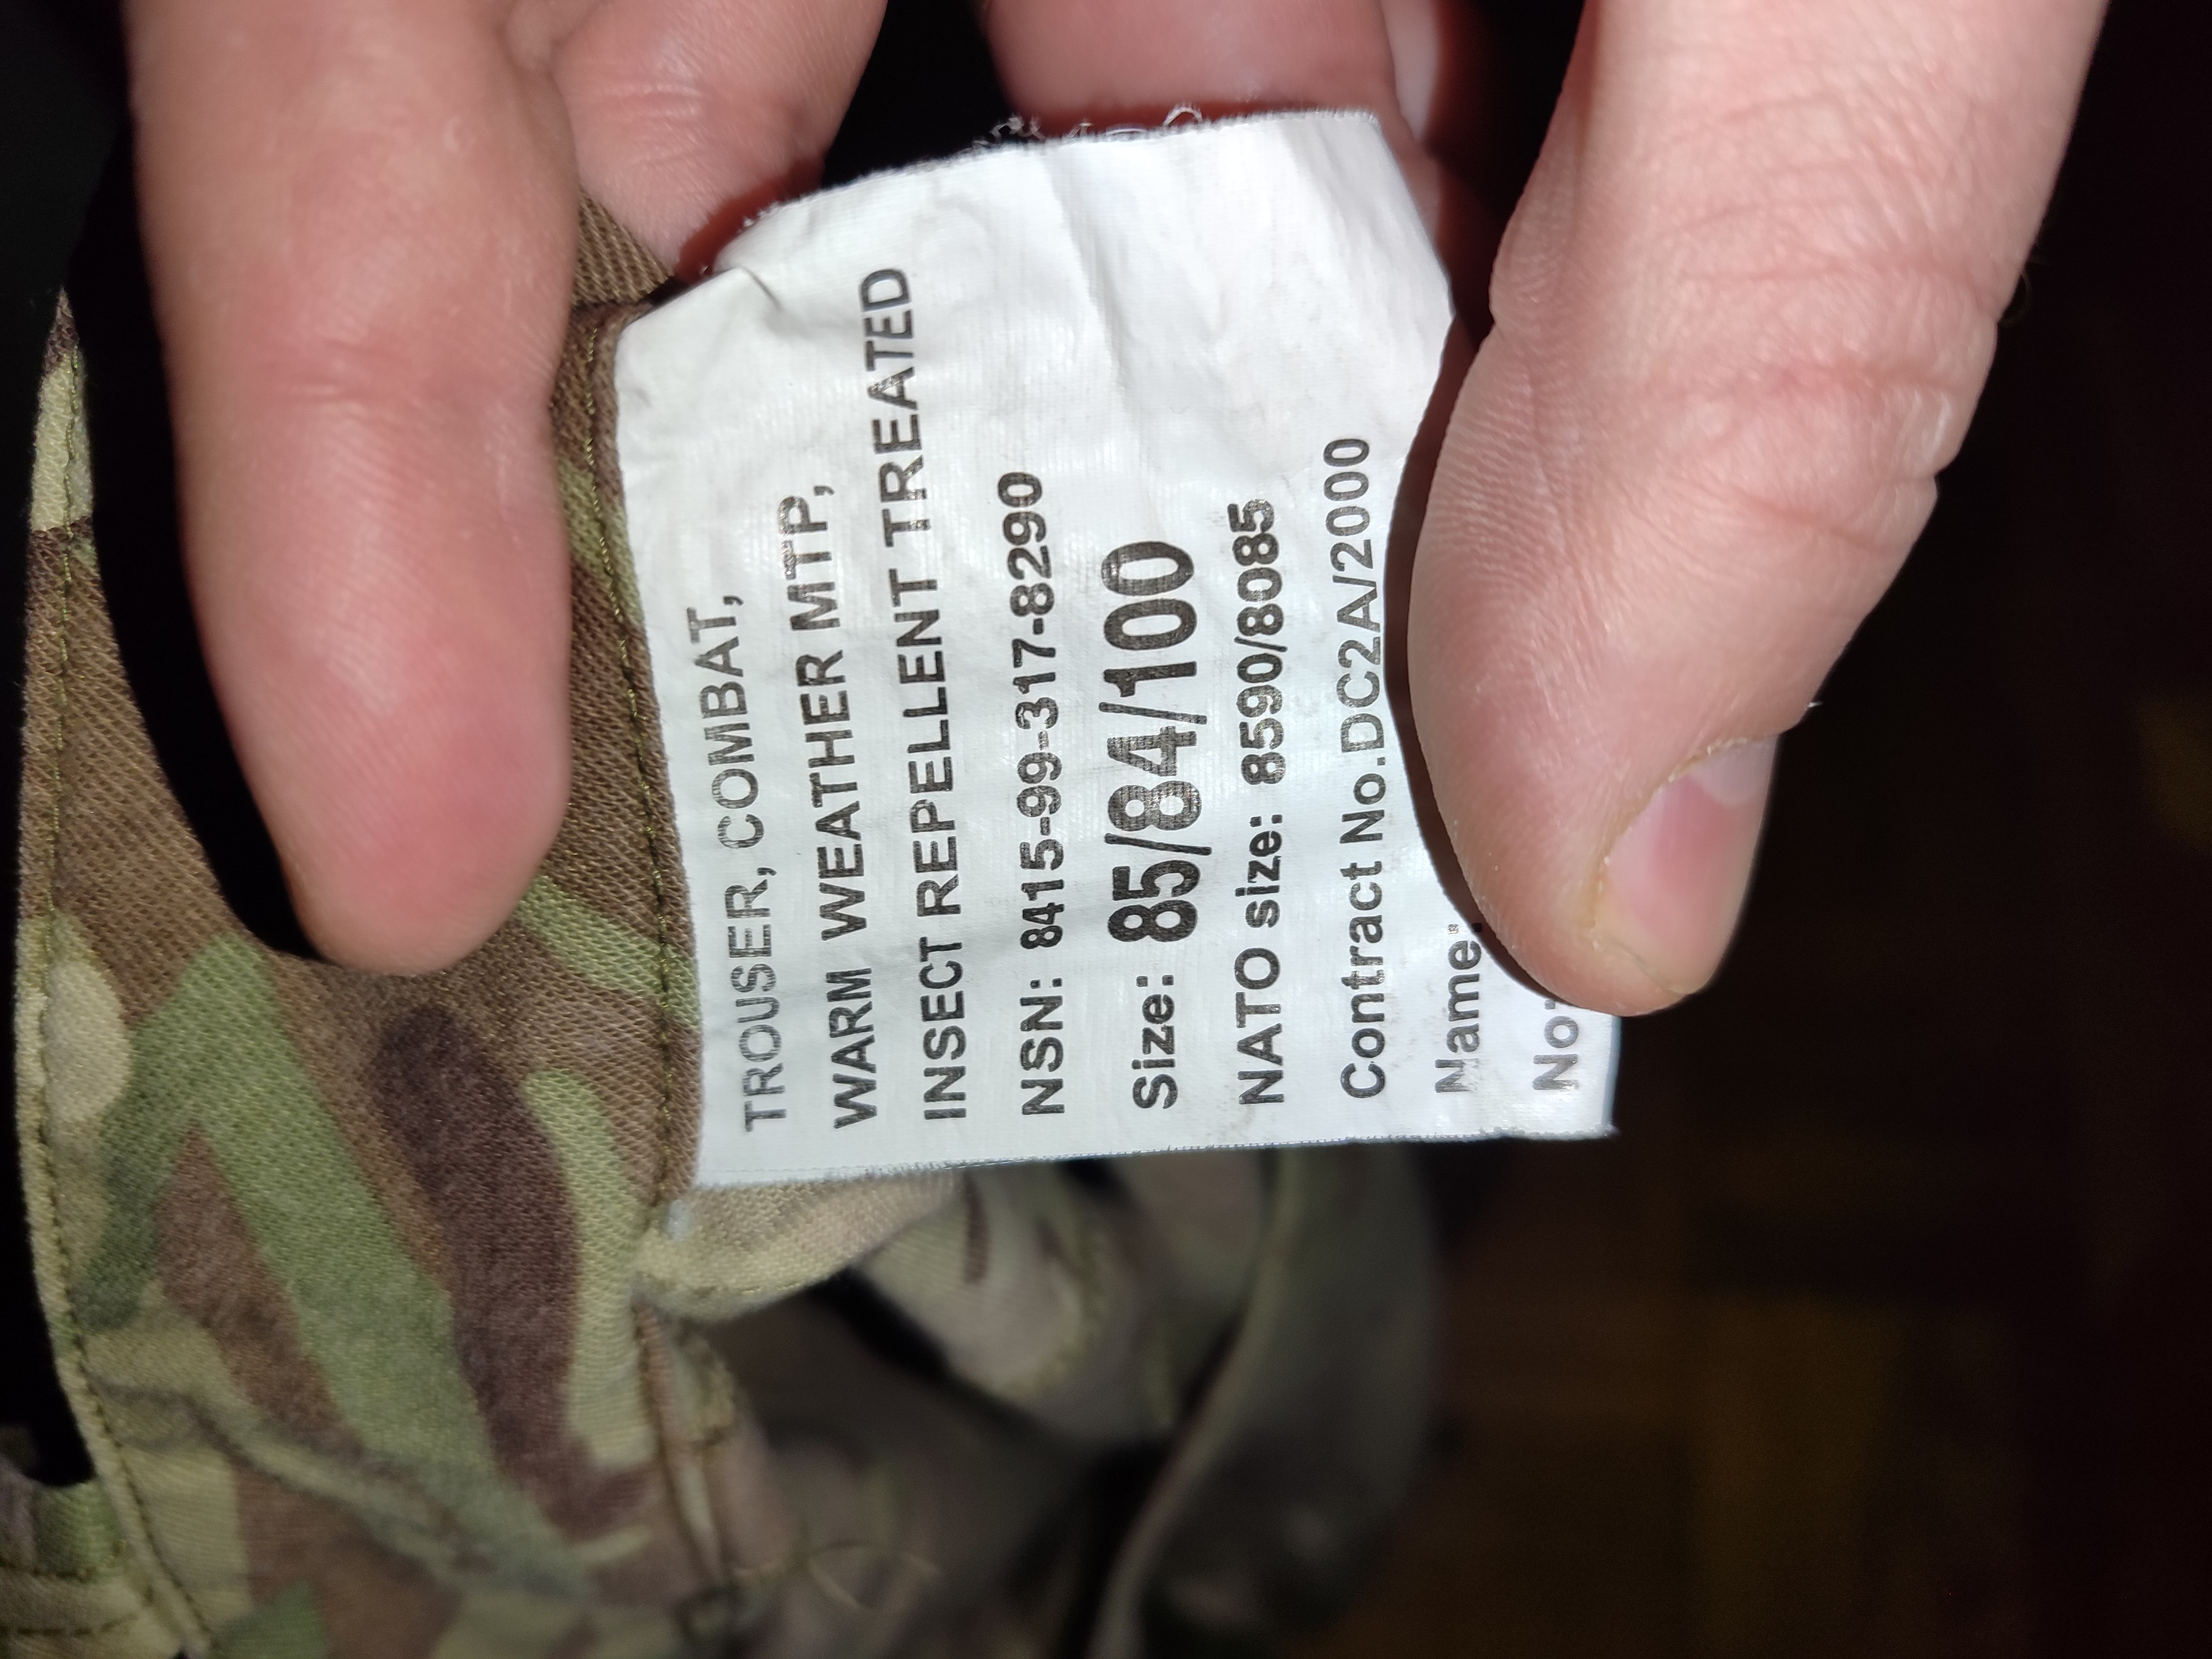 TROUSER, COMBAT,
WARM WEATHER MTP,
INSECT REPELLENT TREATED
NSN: 8415-99-317-8290
Size: 85/84/100
NATO size: 8590/8085
Contract No.DC2A/2000
Name: